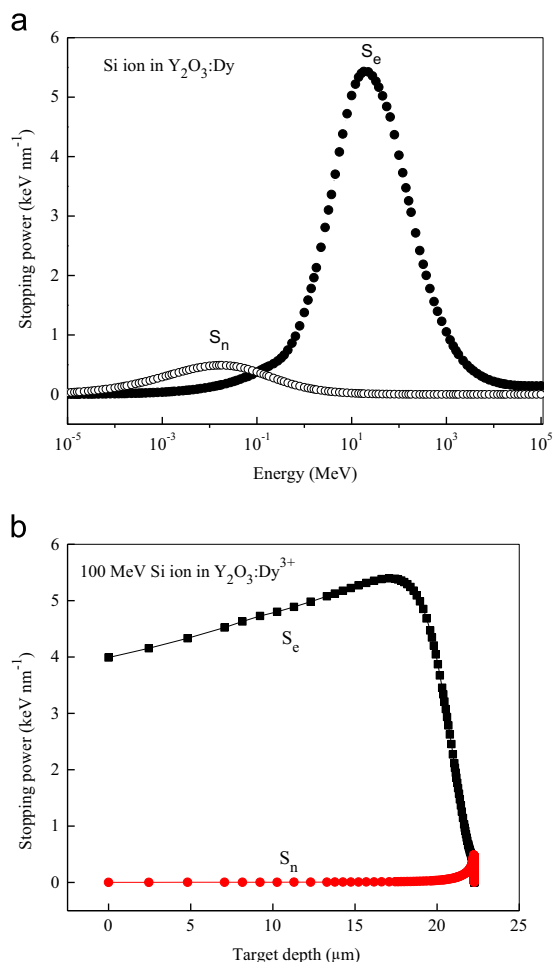 a
Si ion in Y₂O₃:Dy
Sₑ
Sₙ
Stopping power (keV nm⁻¹)
6
5
4
3
2
1
0
10⁻⁵ 10⁻³ 10⁻¹ 10¹ 10³ 10⁵
Energy (MeV)
b
100 MeV Si ion in Y₂O₃:Dy³⁺
Sₑ
Sₙ
Stopping power (keV nm⁻¹)
6
5
4
3
2
1
0
0 5 10 15 20 25
Target depth (µm)